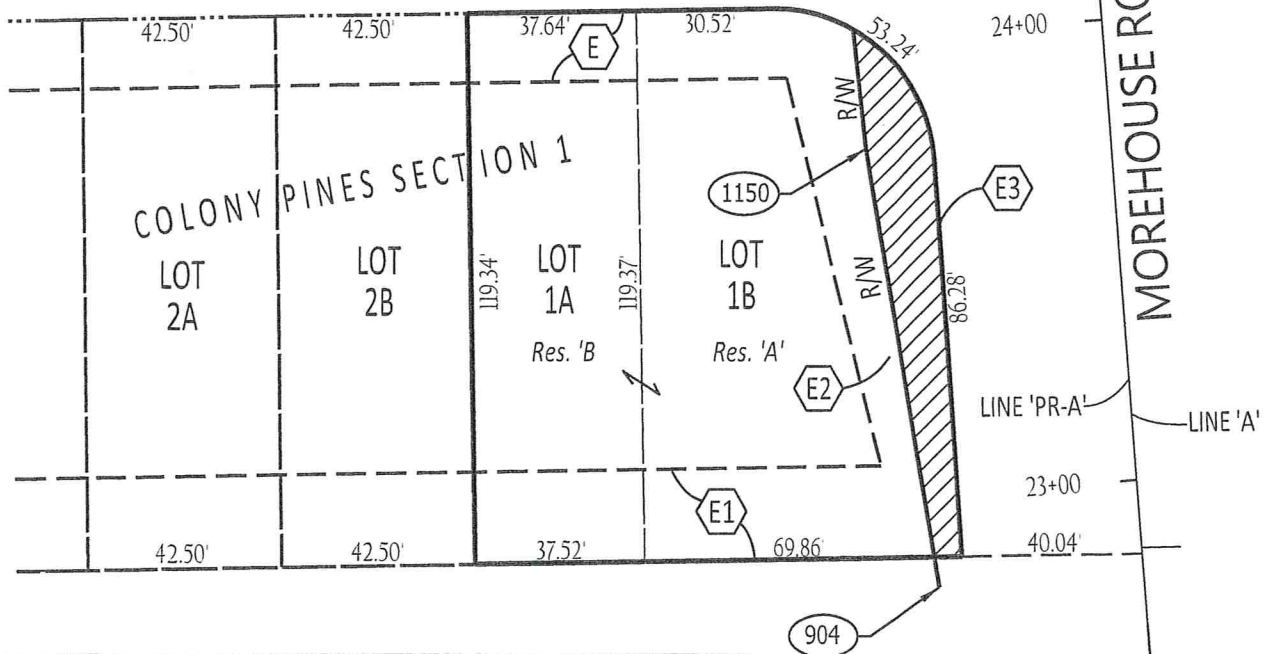 42.50'
42.50'
37.64'
30.52'
53.24'
24+00
E
R/W
MOREHOUSE
COLONY PINES SECTION 1
1150
E3
LOT
2A
LOT
2B
119.34'
LOT
1A
Res. 'B
119.37'
LOT
1B
Res. 'A'
R/W
86.28'
E2
LINE 'PR-A'
LINE 'A'
E1
23+00
42.50'
42.50'
37.52'
69.86'
40.04'
904